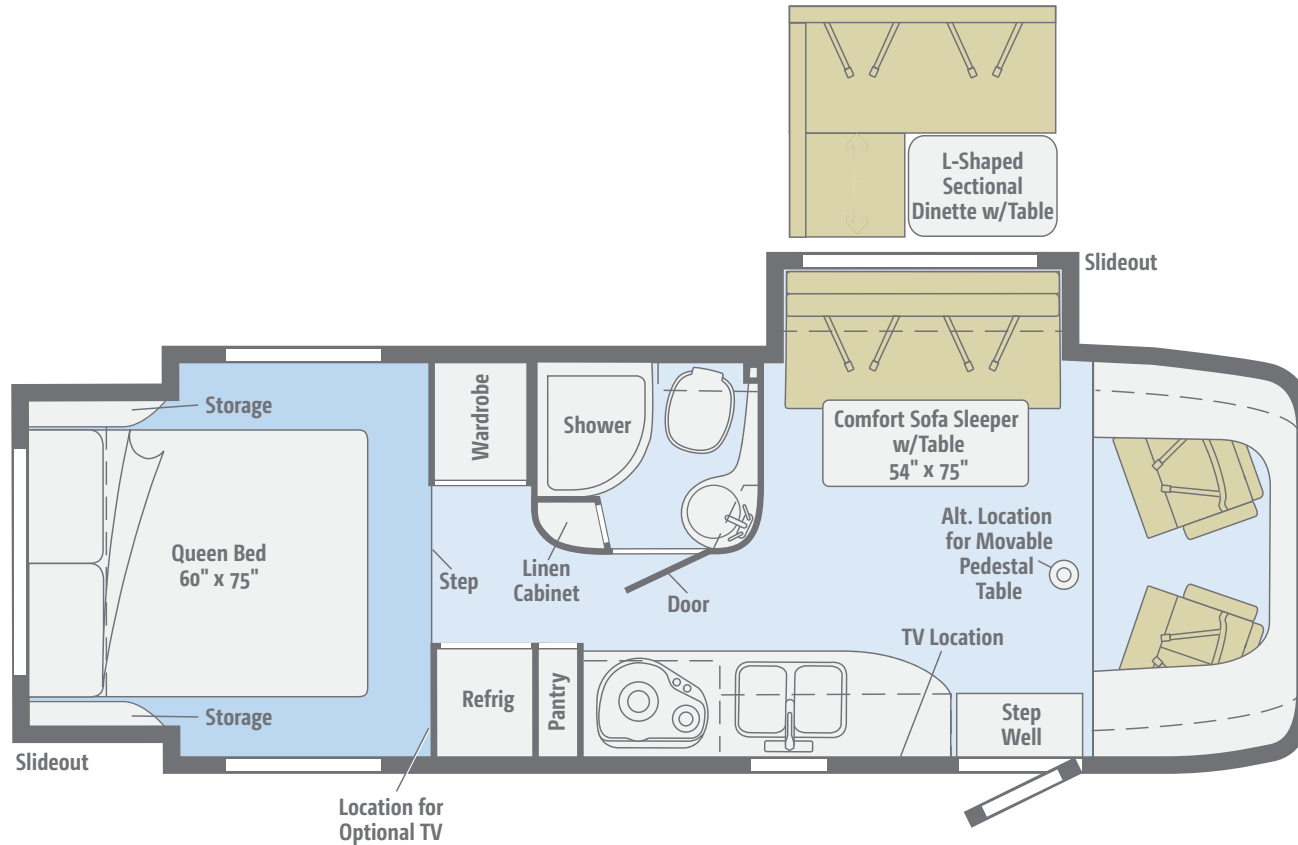 L-Shaped
Sectional
Dinette w/Table
Slideout
Storage
Wardrobe
Shower
Comfort Sofa Sleeper
w/Table
54" x 75"
Queen Bed
60" x 75"
Step
Linen
Cabinet
Door
Alt. Location
for Movable
Pedestal
Table
TV Location
Storage
Refrig
Pantry
Step
Well
Slideout
Location for
Optional TV